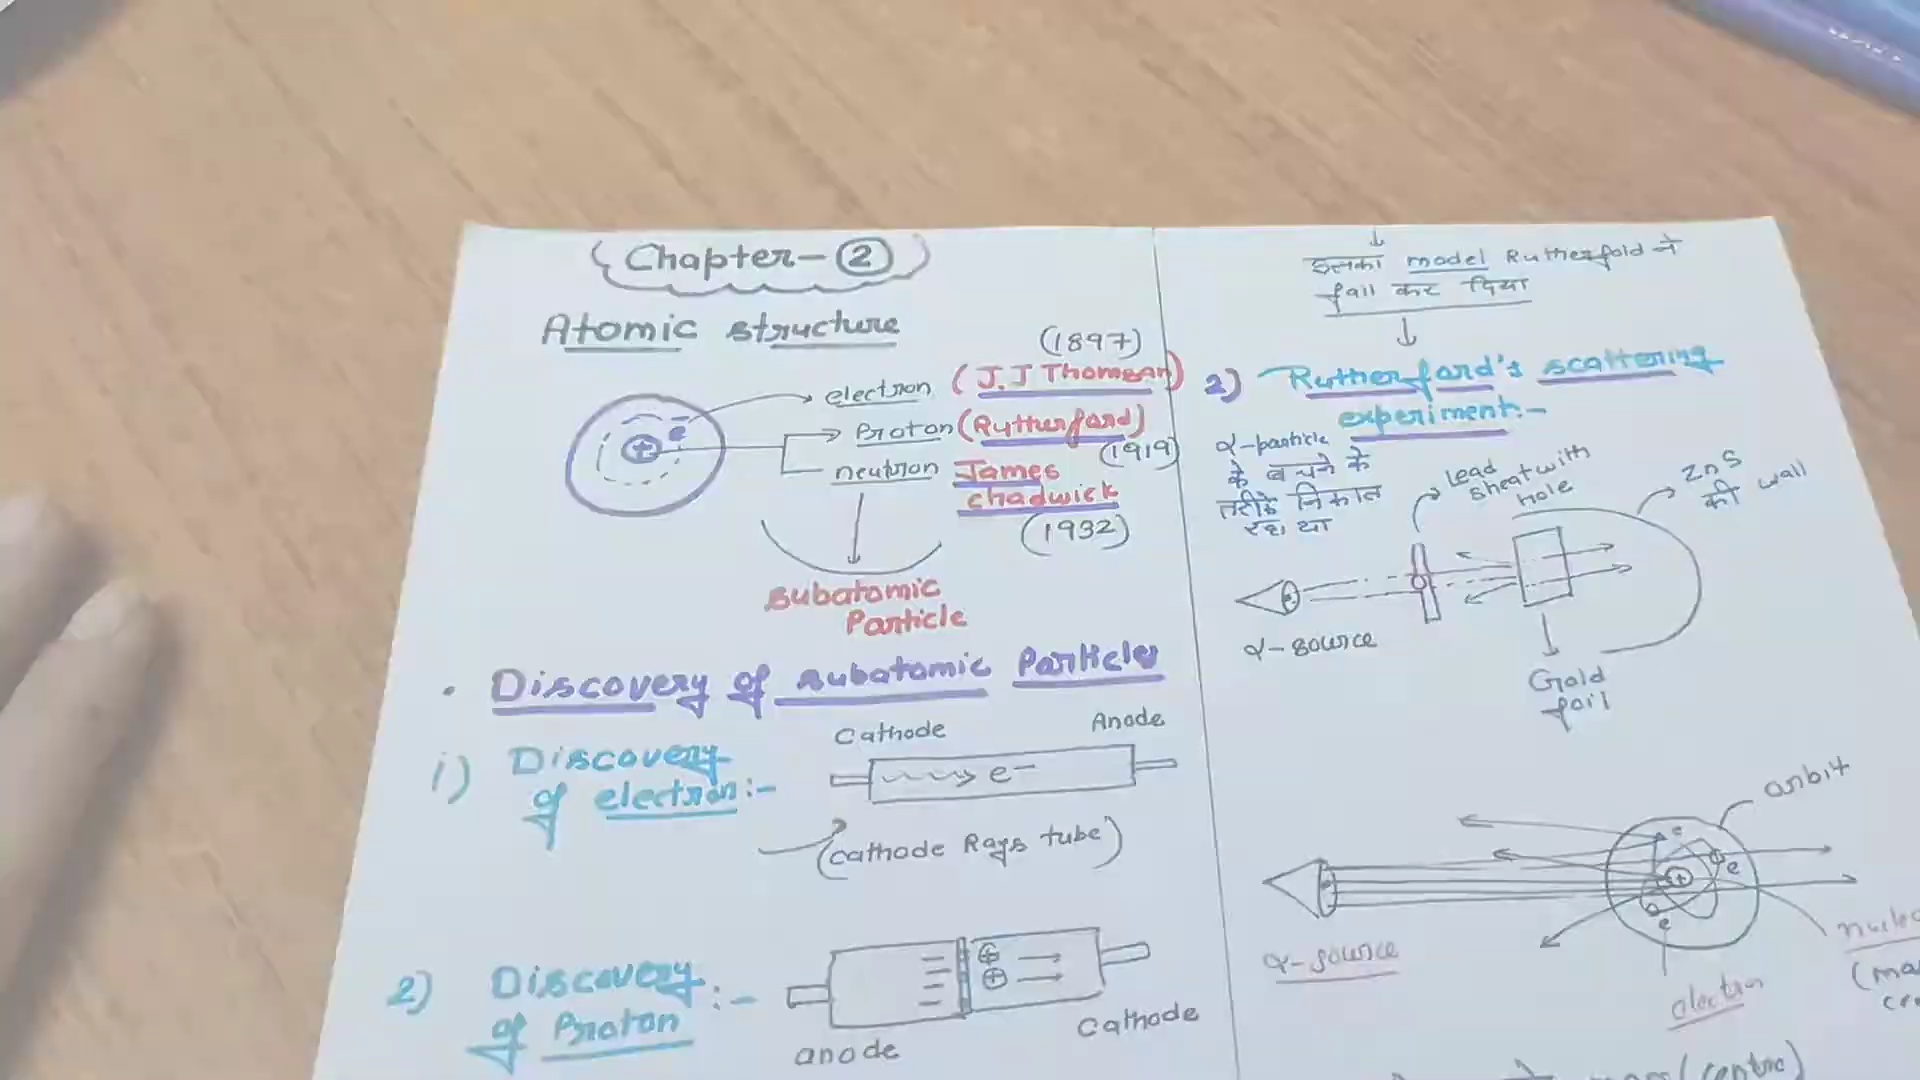 Chapter-②
Atomic structure
(1897)
electron (J.J Thomson)
Proton (Rutherford)
(1919)
neutron James
chadwick
(1932)
+
e
subatomic
Particle
• Discovery of subatomic Particles
i) Discovery
of electron:-
Cathode Anode
e-
(Cathode Rays tube)
2) Discovery
of Proton :-
+
+
Cathode
anode
इसका model Rutherford ने
fail कर दिया
2) Rutherford's scattering
experiment:-
α-particle
के बचने के
तरीके निकाल
रहा था
lead
sheat with
hole
ZnS
की wall
α-source
Gold
foil
orbit
e
+
e
e
α-source
electron
(centre)